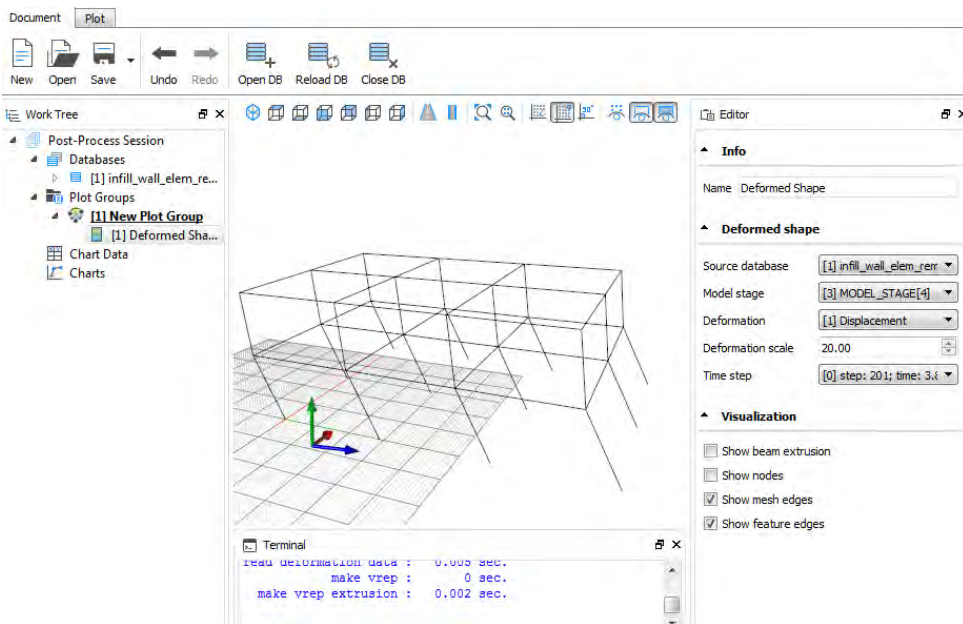 Document Plot
New Open Save Undo Redo Open DB Reload DB Close DB
Work Tree
Post-Process Session
Databases
[1] infill_wall_elem_re...
Plot Groups
[1] New Plot Group
[1] Deformed Sha...
Chart Data
Charts
30°
Terminal
read deformation data : 0.005 sec.
make vrep : 0 sec.
make vrep extrusion : 0.002 sec.
Editor
Info
Name Deformed Shape
Deformed shape
Source database [1] infill_wall_elem_rem
Model stage [3] MODEL_STAGE[4]
Deformation [1] Displacement
Deformation scale 20.00
Time step [0] step: 201; time: 3.8
Visualization
Show beam extrusion
Show nodes
Show mesh edges
Show feature edges